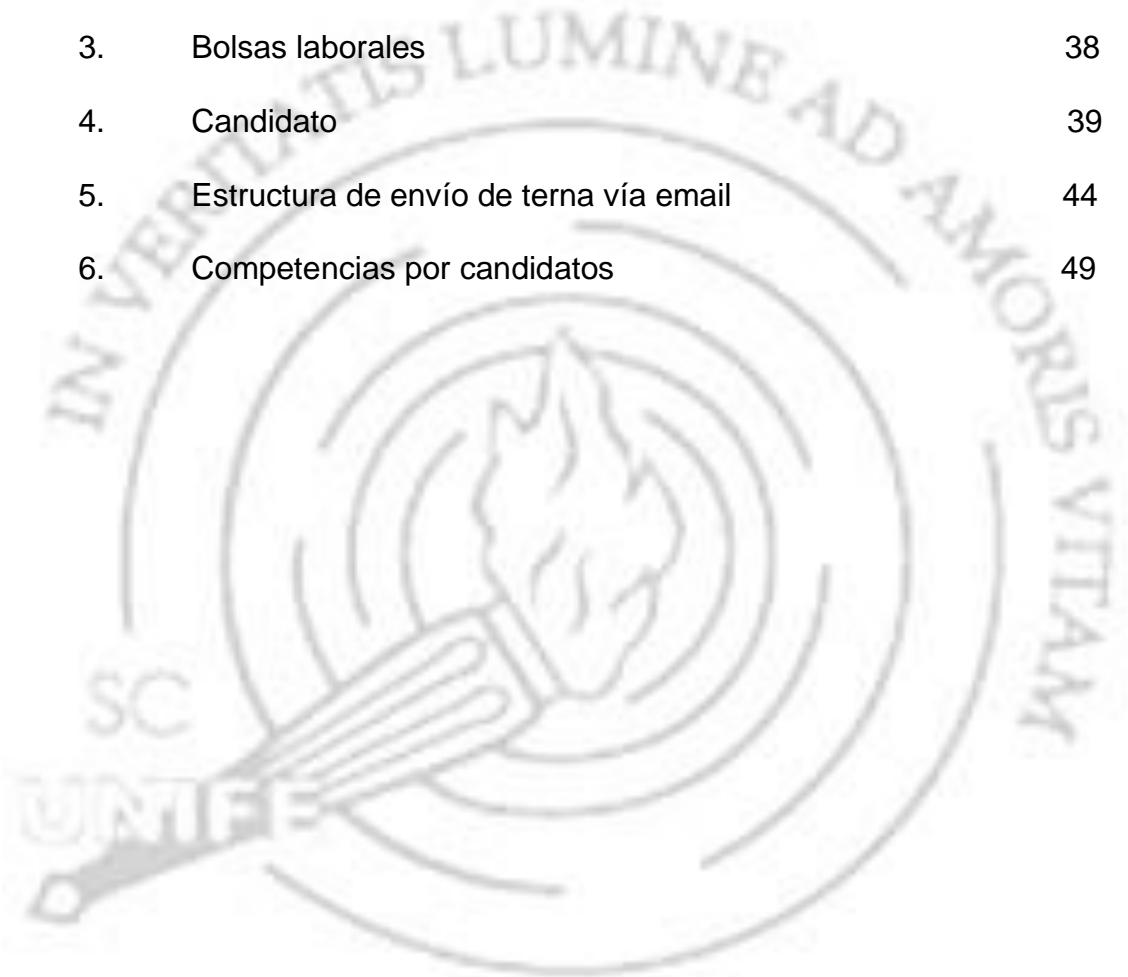 3. Bolsas laborales 38
4. Candidato 39
5. Estructura de envío de terna vía email 44
6. Competencias por candidatos 49
IN VERITATIS LUMINE AD AMORIS VITAM
SC
UNIFE